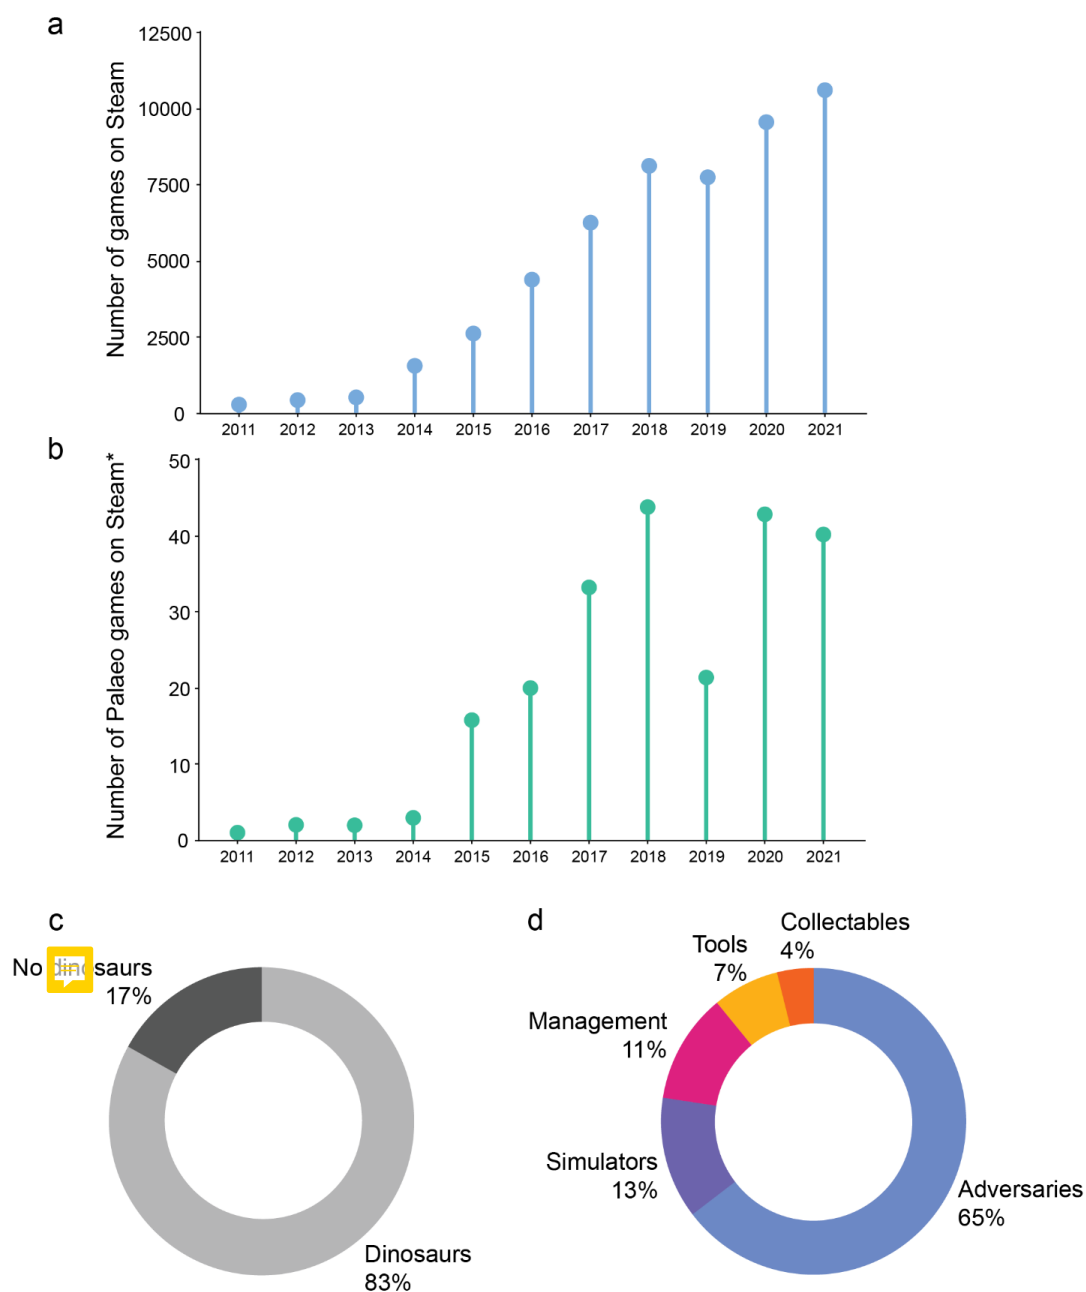 a
Number of games on Steam
12500
10000
7500
5000
2500
0
2011 2012 2013 2014 2015 2016 2017 2018 2019 2020 2021
b
Number of Palaeo games on Steam*
50
40
30
20
10
0
2011 2012 2013 2014 2015 2016 2017 2018 2019 2020 2021
c
No dinosaurs
17%
Dinosaurs
83%
d
Collectables
4%
Tools
7%
Management
11%
Simulators
13%
Adversaries
65%